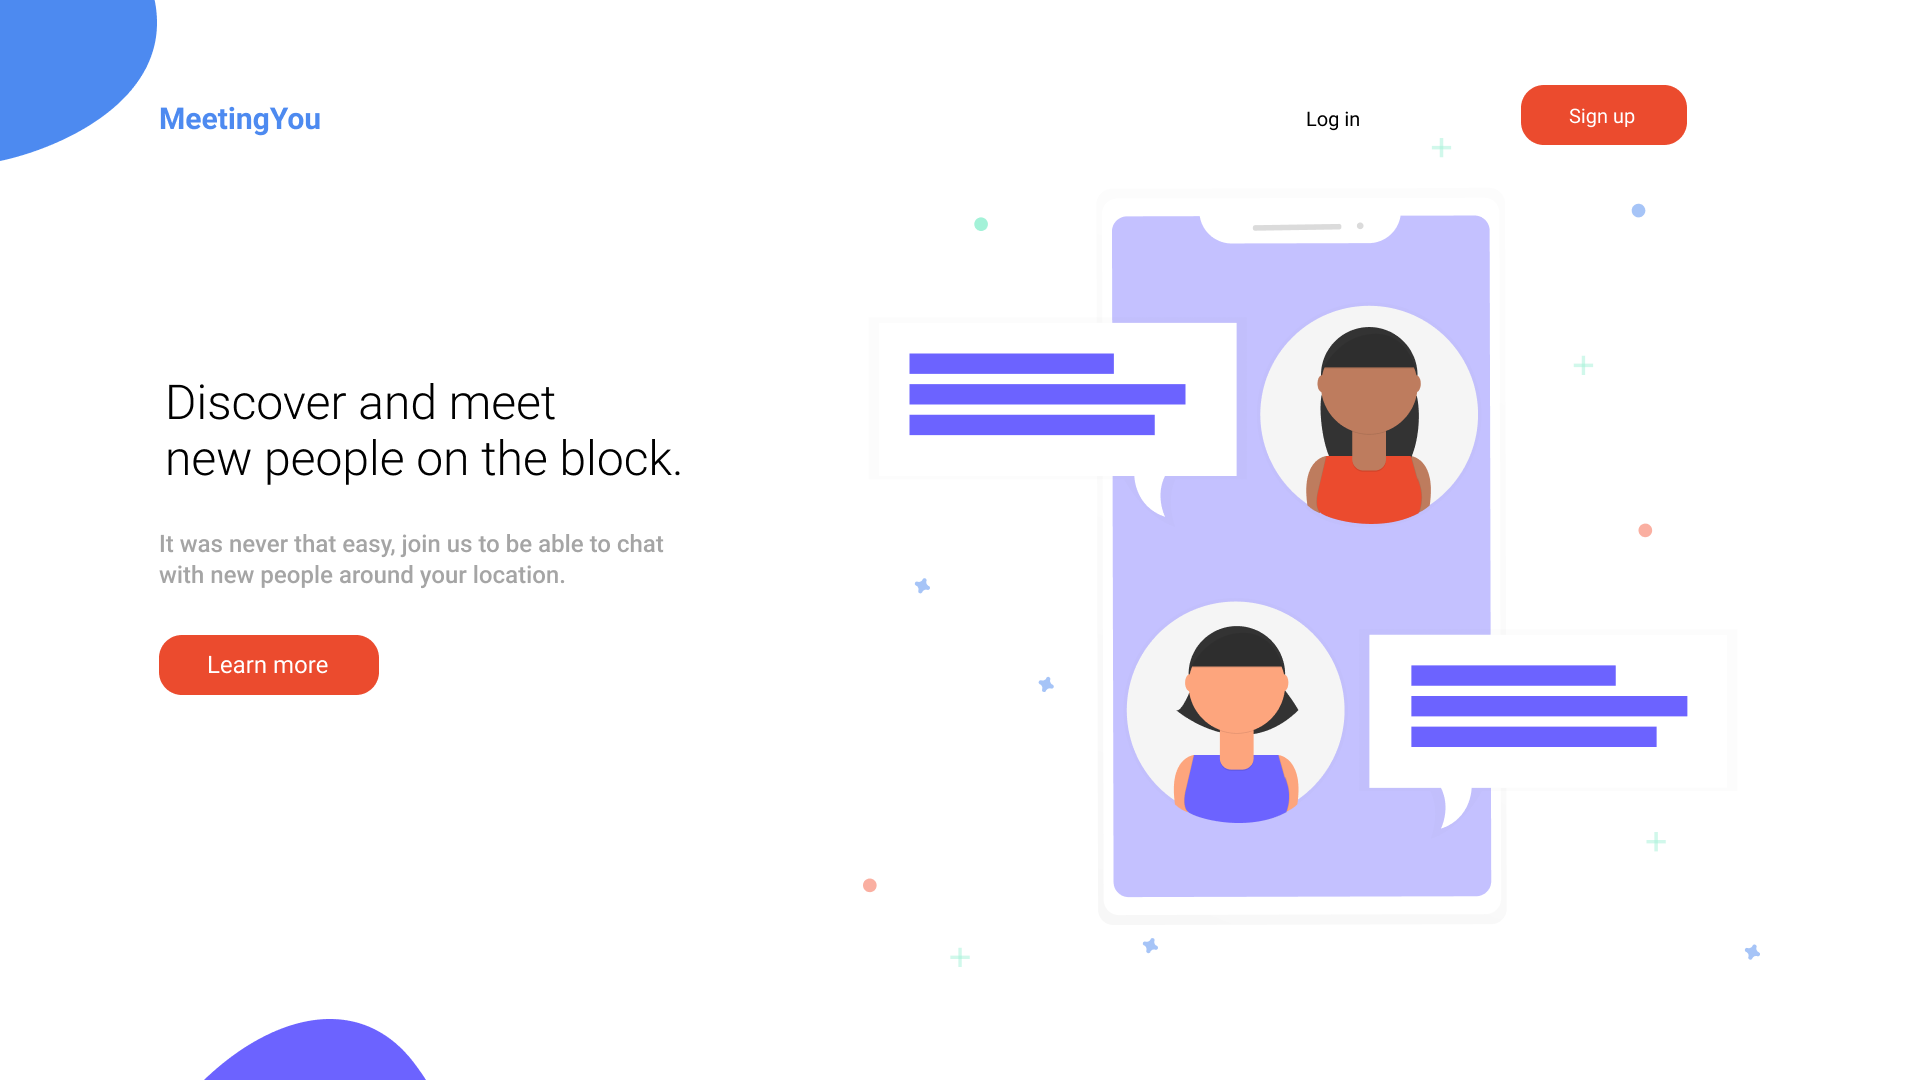 MeetingYou
Log in
Sign up
Discover and meet
new people on the block.
It was never that easy, join us to be able to chat
with new people around your location.
Learn more